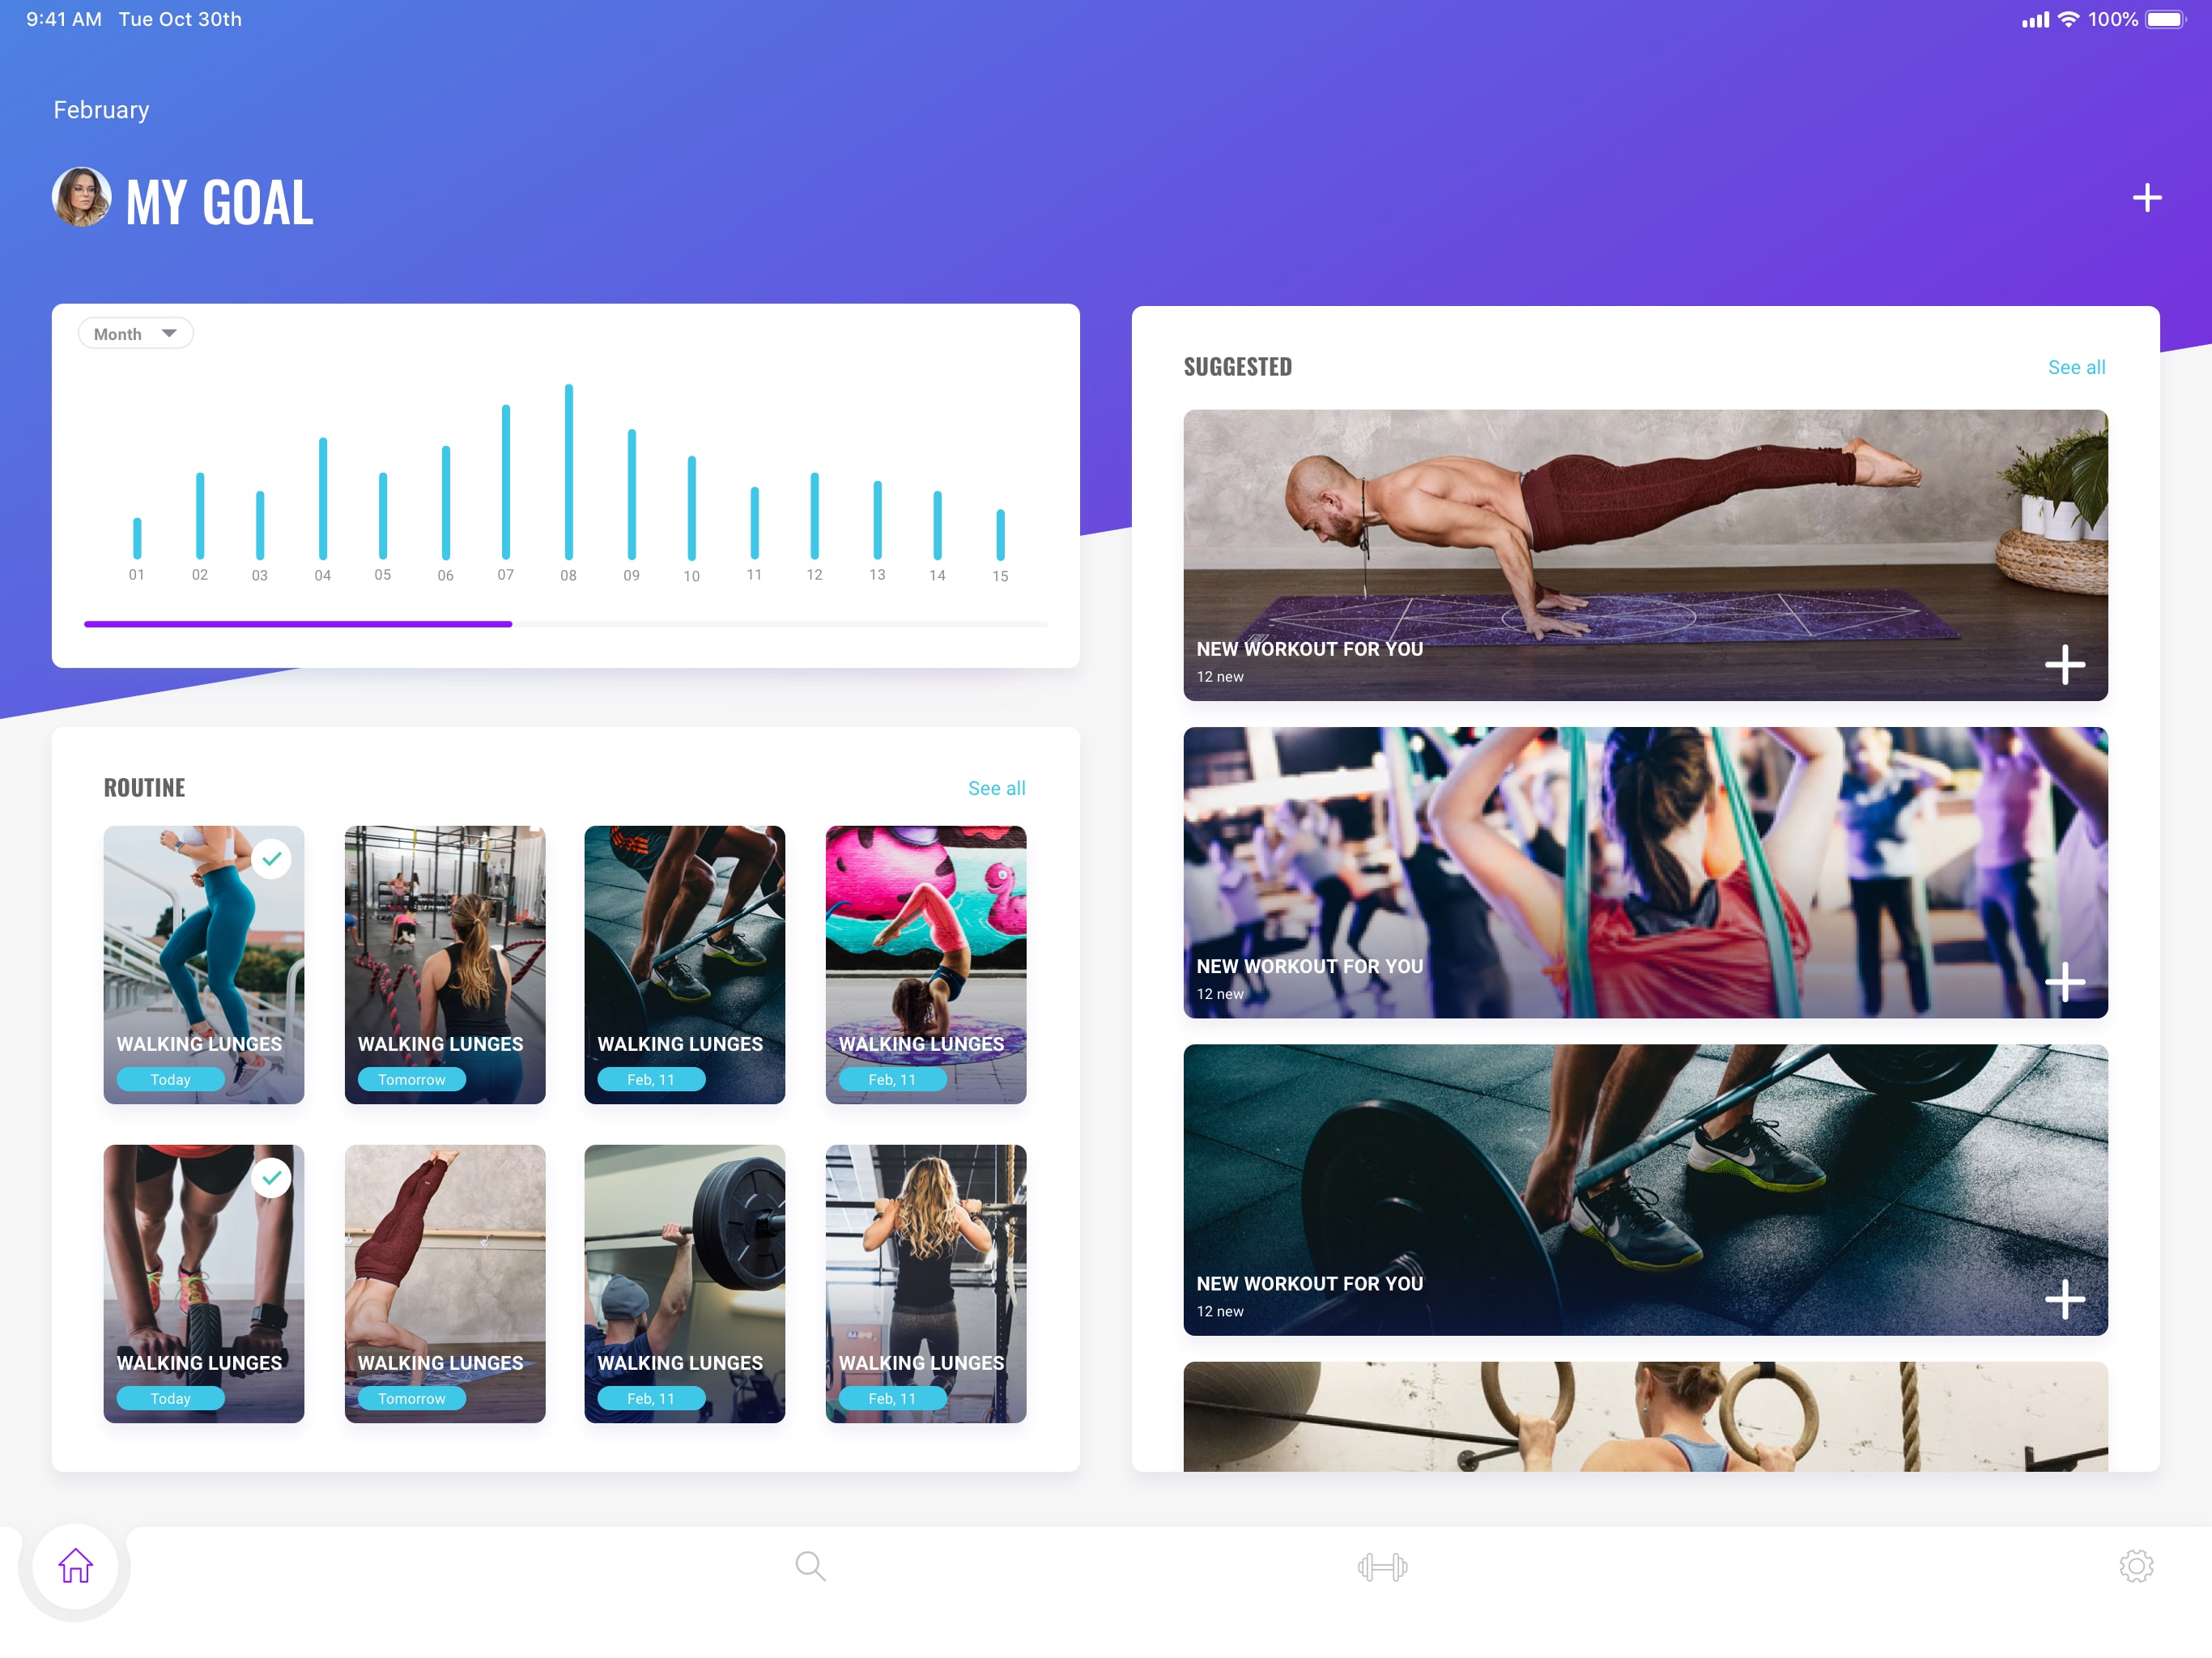 9:41 AM Tue Oct 30th 100%
February
MY GOAL
Month
01 02 03 04 05 06 07 08 09 10 11 12 13 14 15
ROUTINE See all
WALKING LUNGES
Today
WALKING LUNGES
Tomorrow
WALKING LUNGES
Feb, 11
WALKING LUNGES
Feb, 11
WALKING LUNGES
Today
WALKING LUNGES
Tomorrow
WALKING LUNGES
Feb, 11
WALKING LUNGES
Feb, 11
SUGGESTED See all
NEW WORKOUT FOR YOU
12 new
NEW WORKOUT FOR YOU
12 new
NEW WORKOUT FOR YOU
12 new